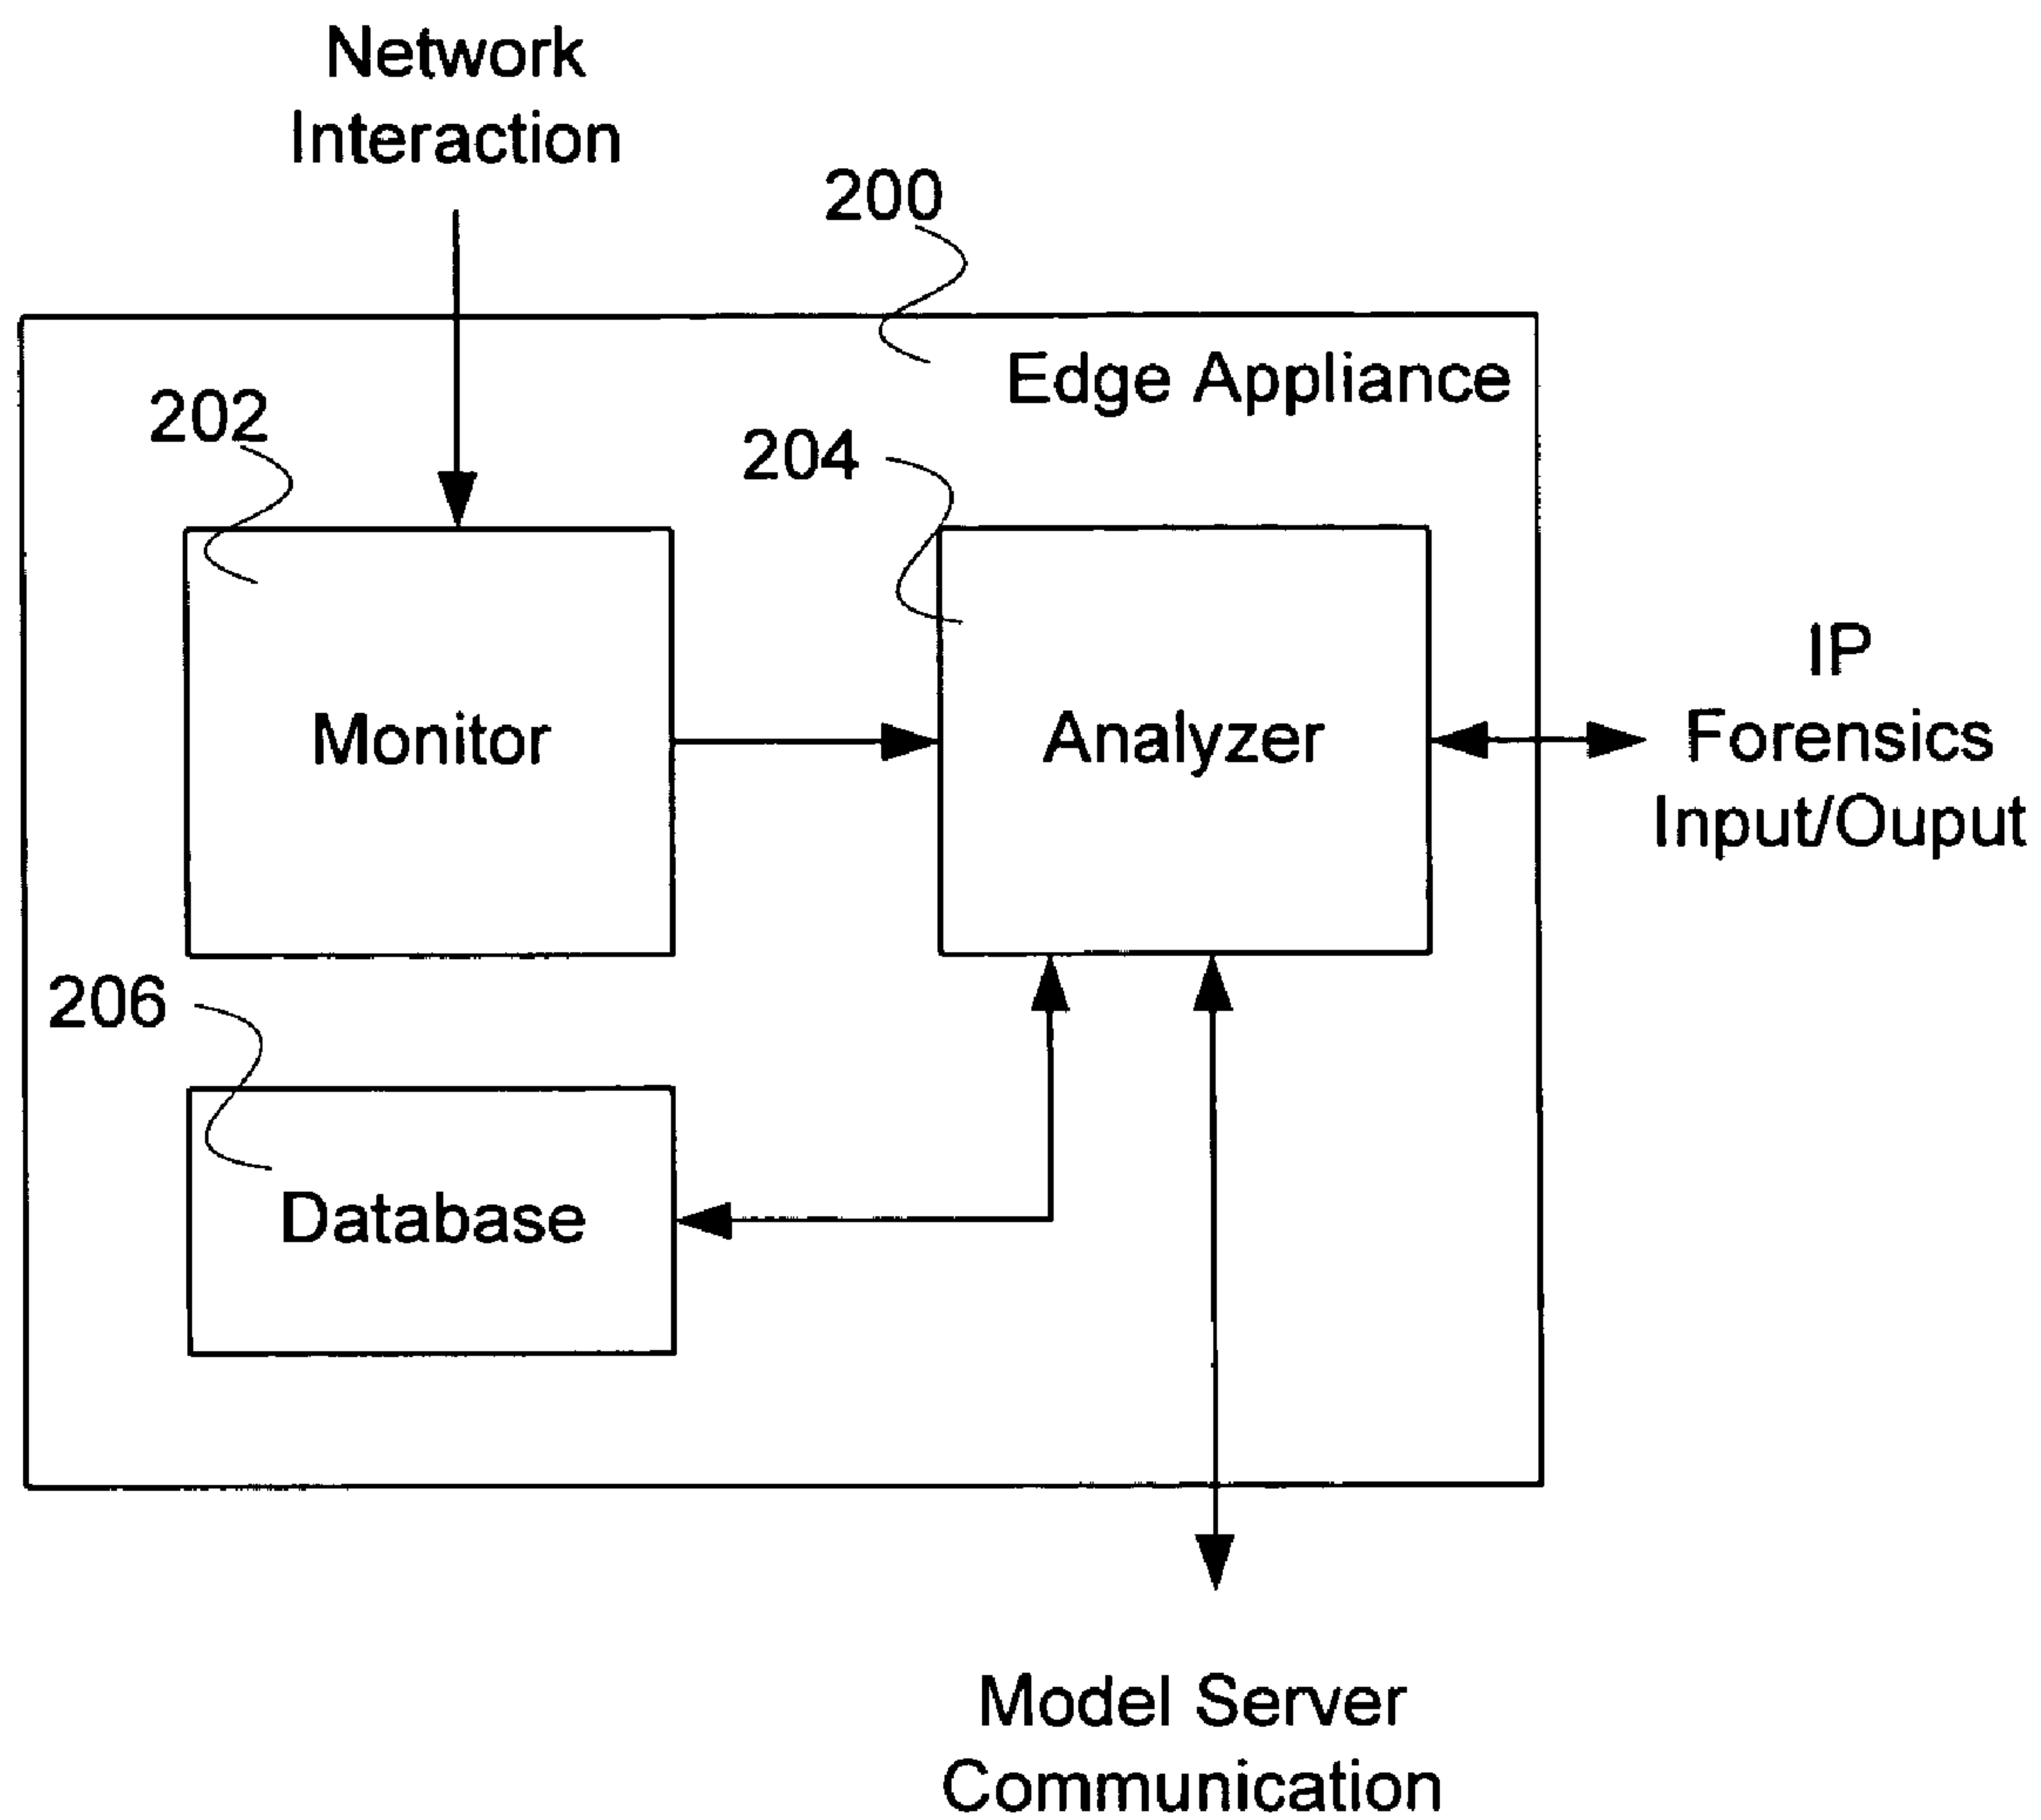 Network
Interaction
200
Edge Appliance
202
204
Monitor
Analyzer
IP
Forensics
Input/Ouput
206
Database
Model Server
Communication